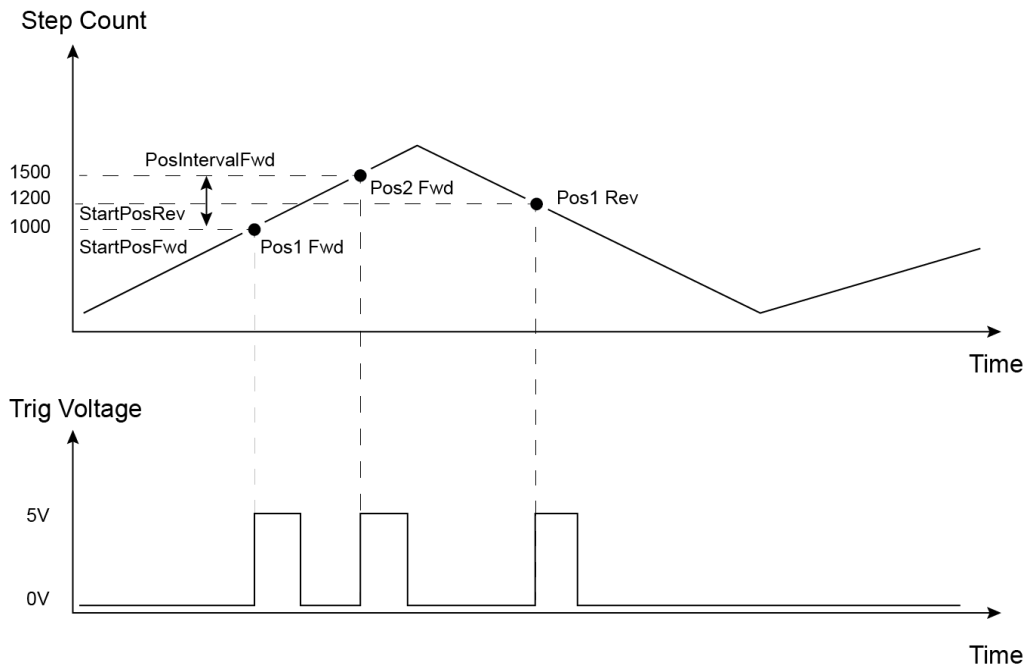 Step Count
PosIntervalFwd
1500
Pos2 Fwd
1200
Pos1 Rev
StartPosRev
1000
StartPosFwd
Pos1 Fwd
Time
Trig Voltage
5V
0V
Time